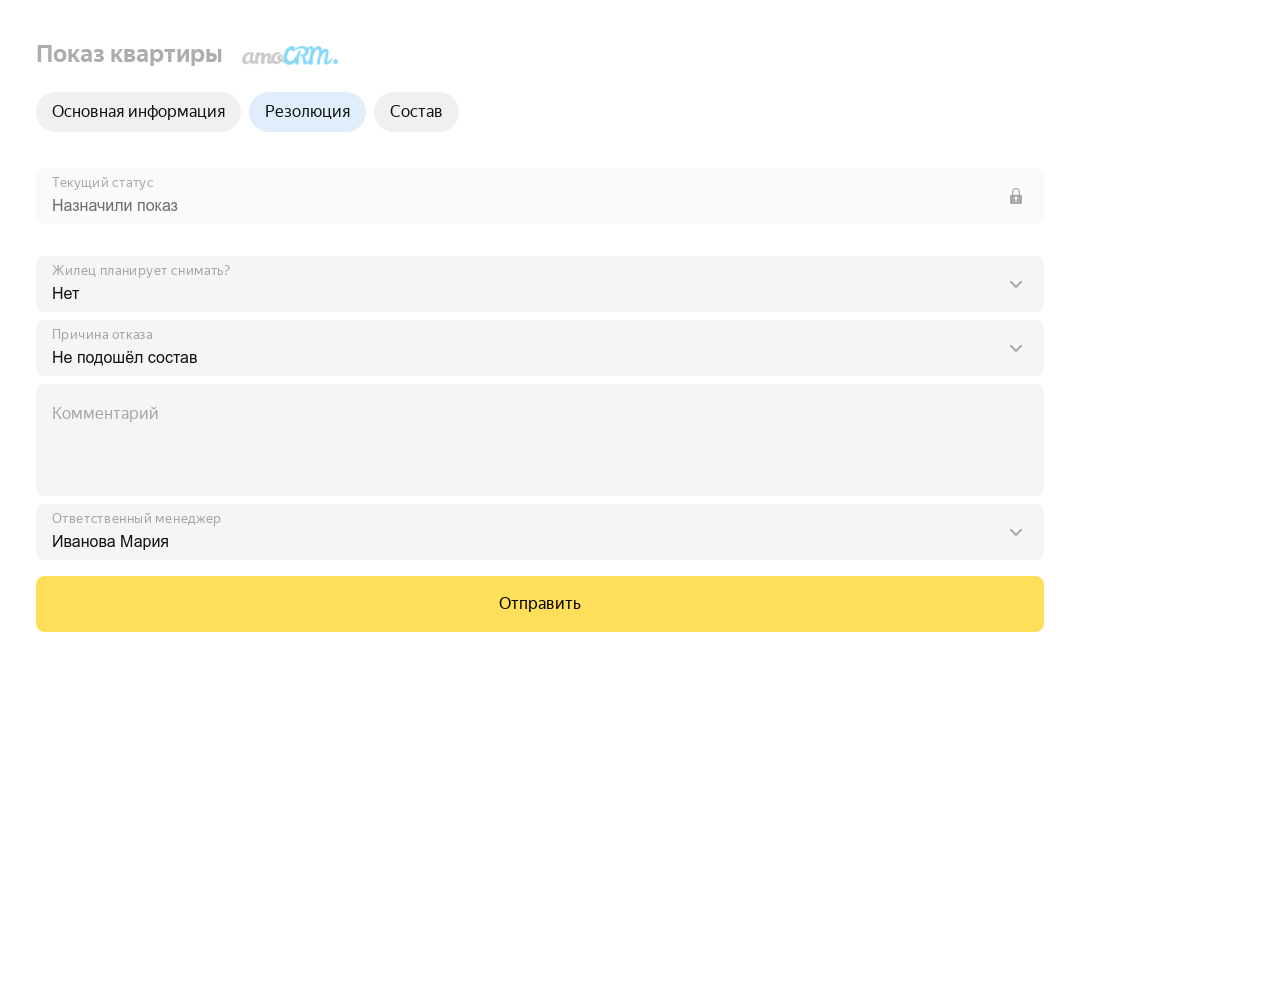 Показ квартиры amoCRM.
Основная информация Резолюция Состав
Текущий статус
Назначили показ
Жилец планирует снимать?
Нет
Причина отказа
Не подошёл состав
Комментарий
Ответственный менеджер
Иванова Мария
Отправить